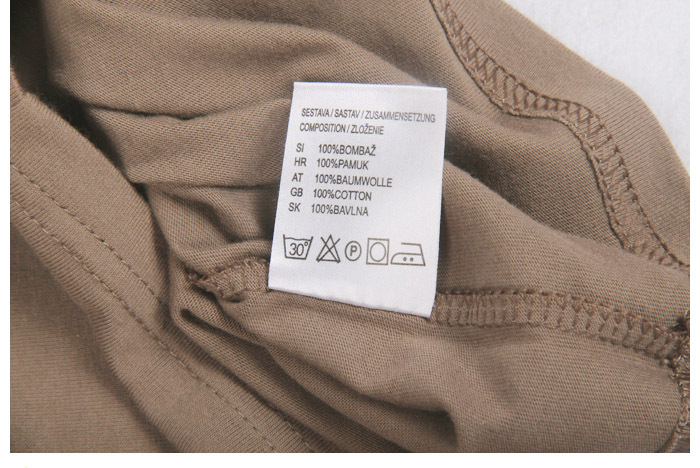 SESTAVA / SASTAV / ZUSAMMENSETZUNG
COMPOSITION / ZLOŽENIE
SI 100%BOMBAŽ
HR 100%PAMUK
AT 100%BAUMWOLLE
GB 100%COTTON
SK 100%BAVLNA
30° P